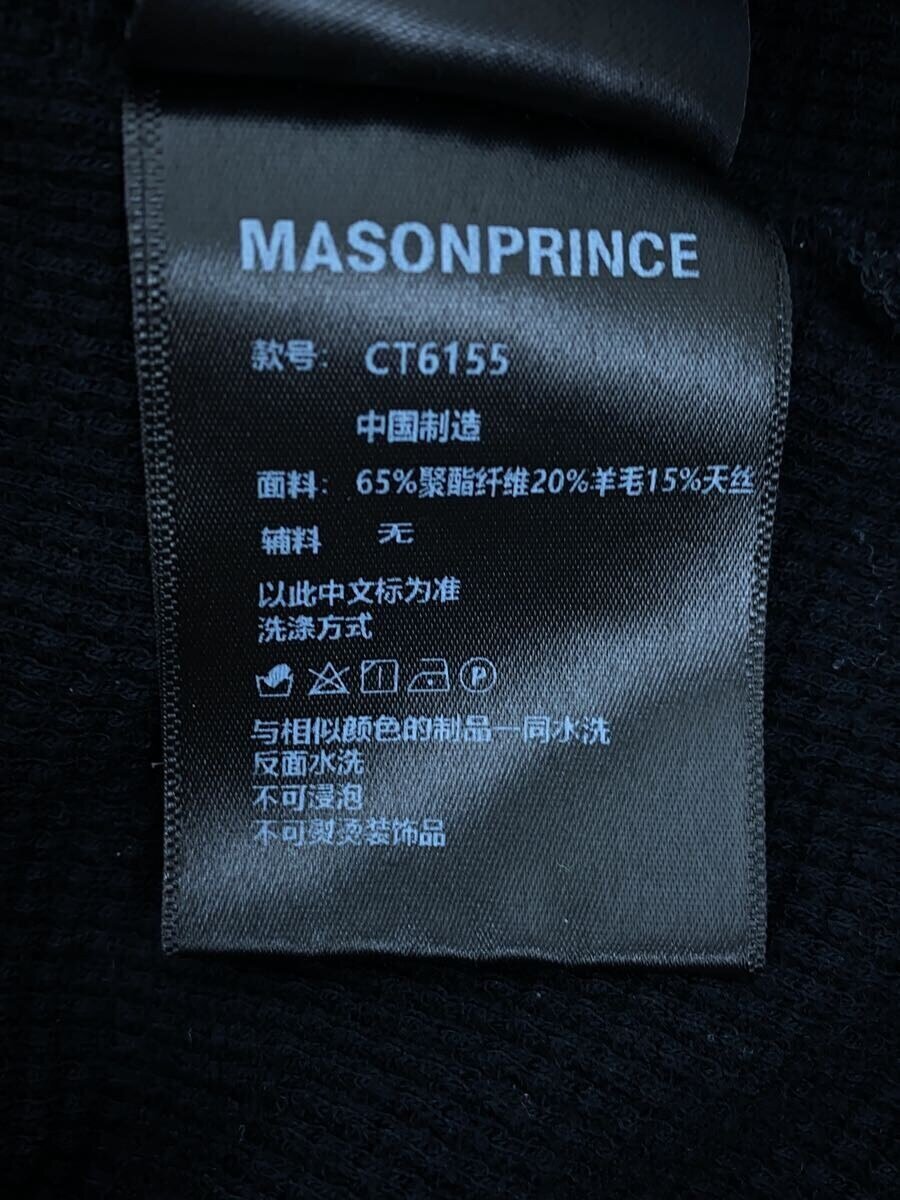 MASONPRINCE
款号: CT6155
中国制造
面料: 65%聚酯纤维20%羊毛15%天丝
辅料 无
以此中文标为准
洗涤方式
P
与相似颜色的制品一同水洗
反面水洗
不可浸泡
不可熨烫装饰品